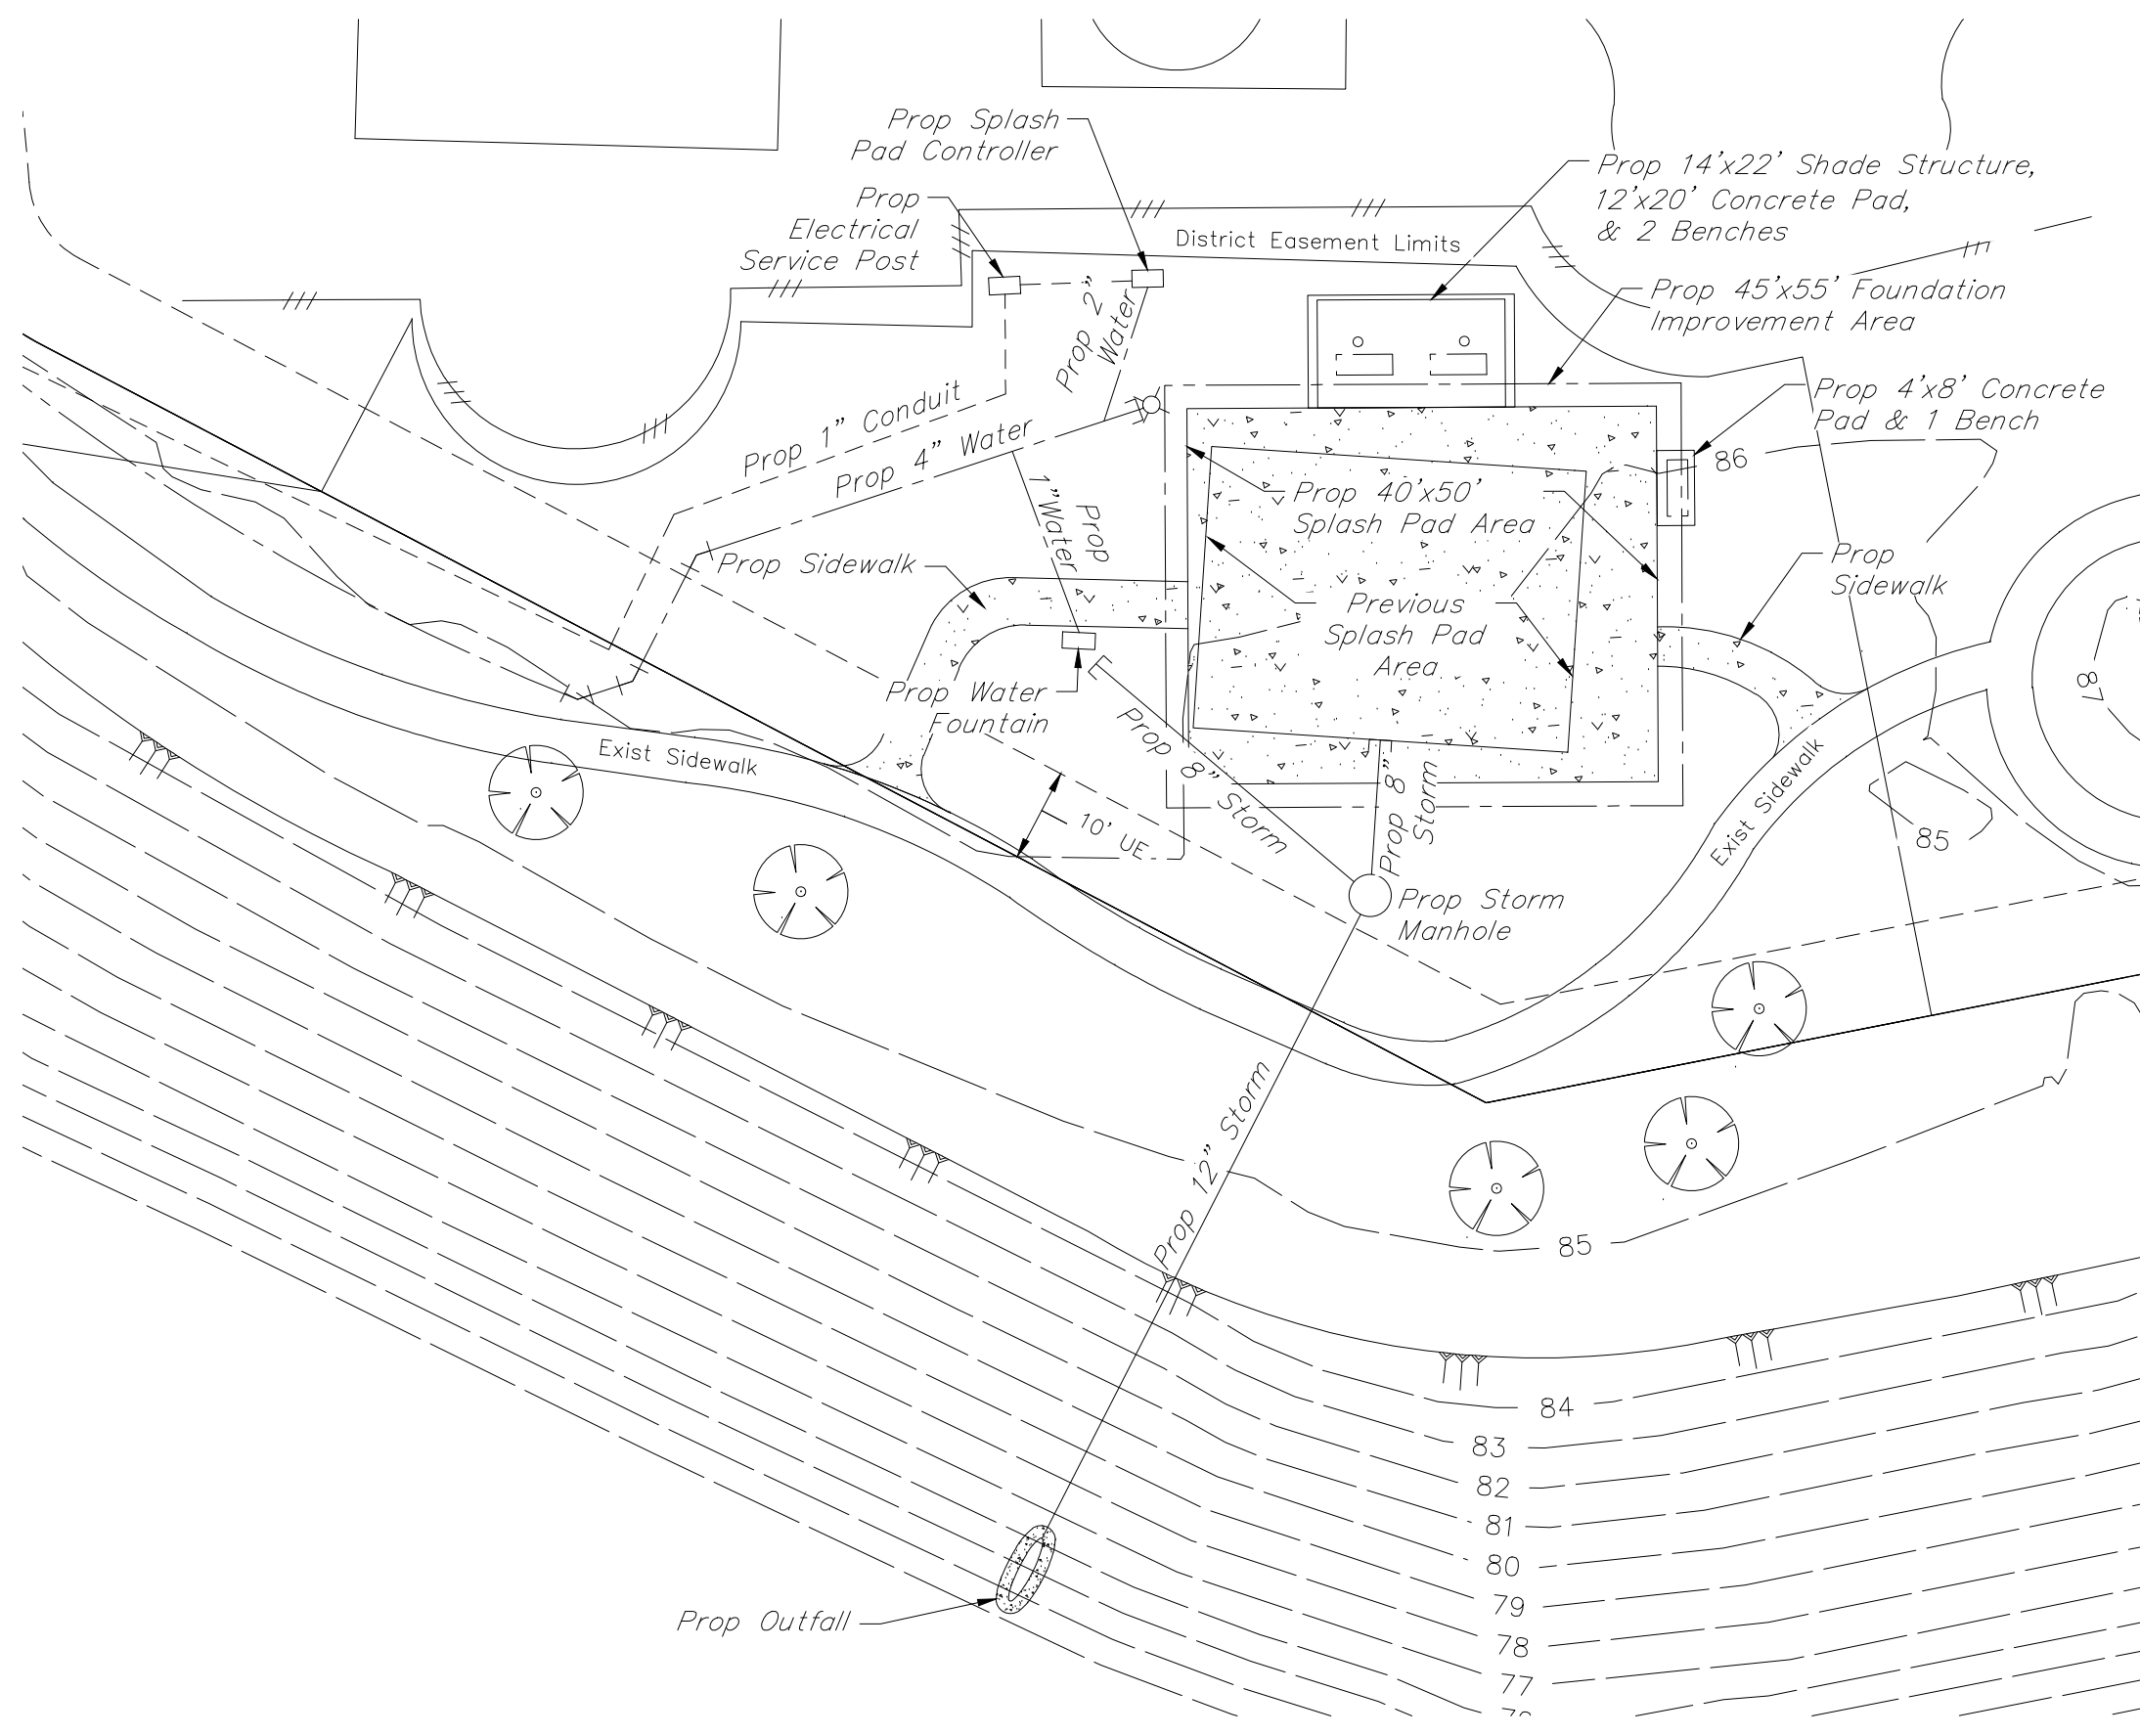 Prop Splash
Pad Controller
Prop 14'x22' Shade Structure,
12'x20' Concrete Pad,
& 2 Benches
Prop
Electrical
Service Post
District Easement Limits
Prop 2"
Water
Prop 45'x55' Foundation
Improvement Area
Prop 4'x8' Concrete
Pad & 1 Bench
Prop 1" Conduit
Prop 4" Water
86
Prop 40'x50'
Splash Pad Area
Prop
1"Water
Prop Sidewalk
Prop
Sidewalk
Previous
Splash Pad
Area
87
Prop Water
Fountain
Exist Sidewalk
Prop 8" Storm
Prop 8"
Storm
Exist Sidewalk
10' UE
85
Prop Storm
Manhole
Prop 12" Storm
85
84
83
82
81
80
79
Prop Outfall
78
77